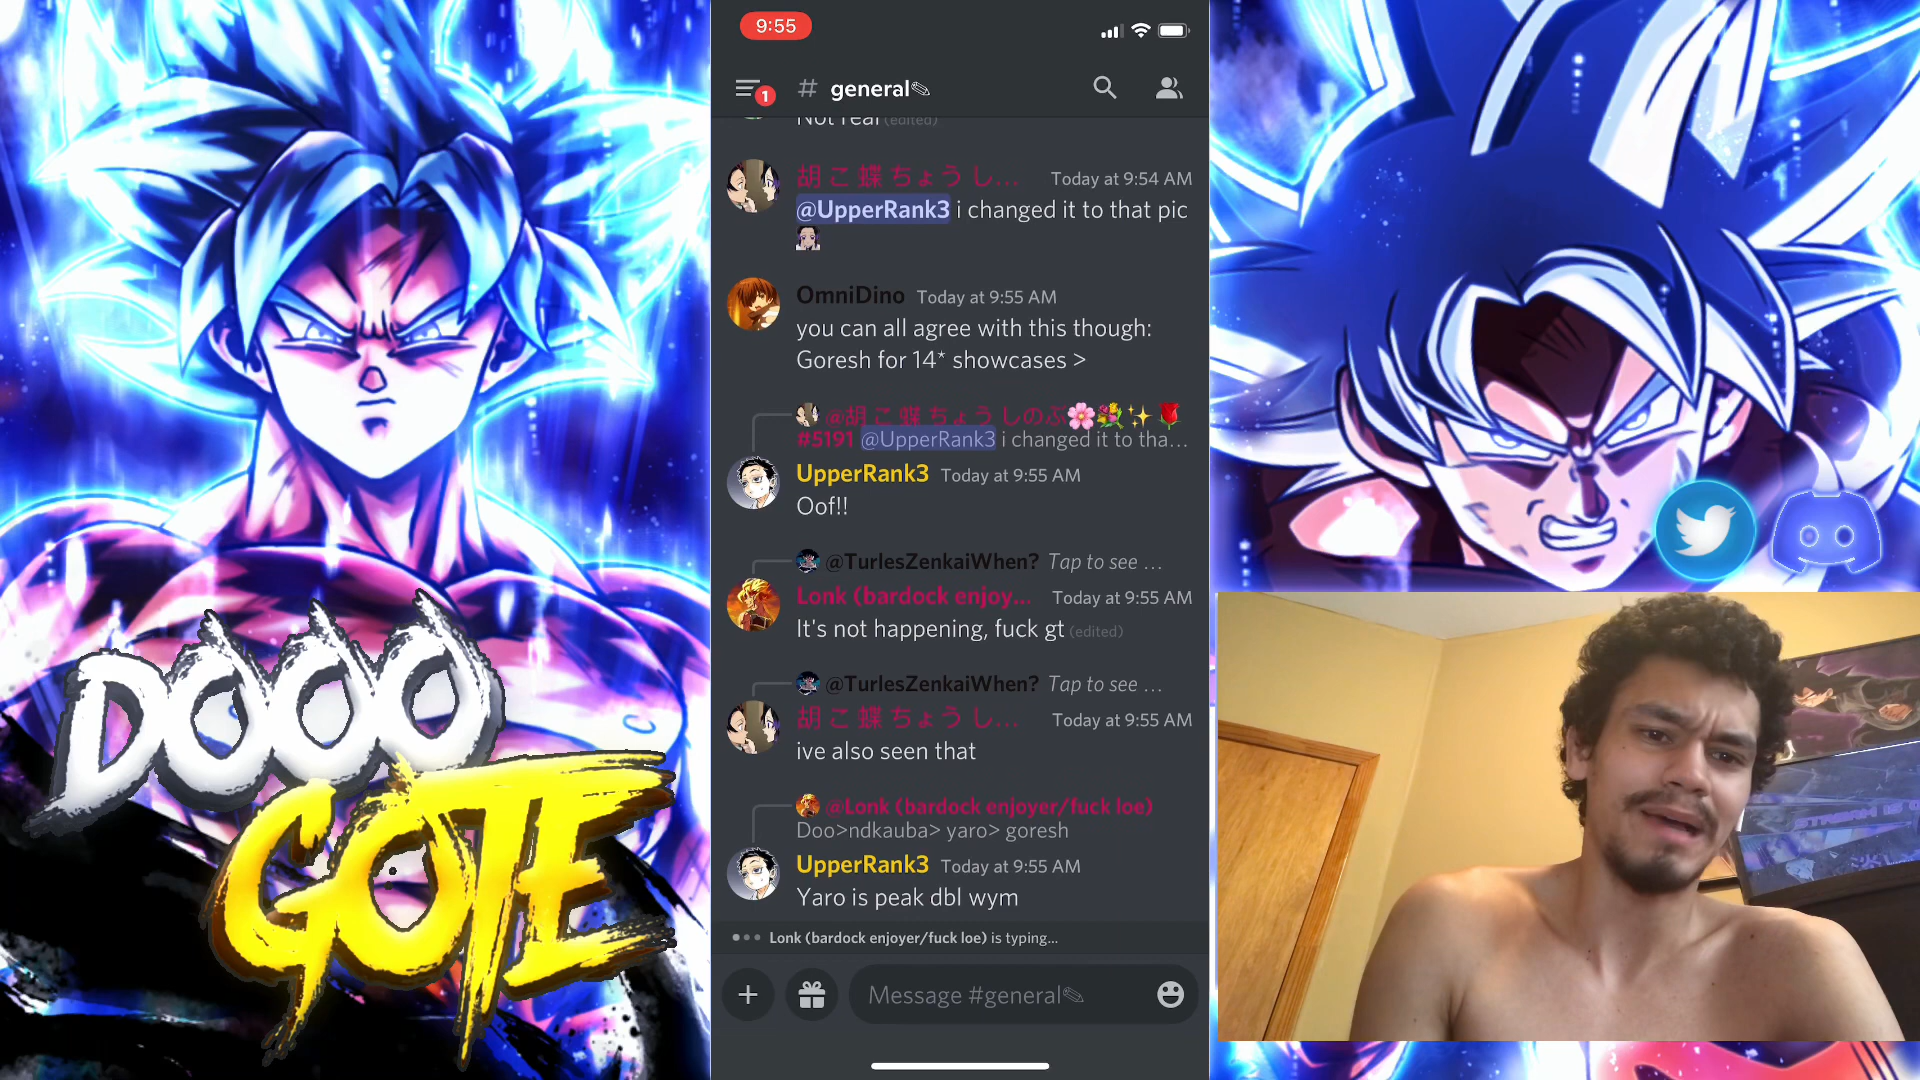 9:55
1
# general✎
Not real (edited)
胡 こ 蝶 ちょう し... Today at 9:54 AM
@UpperRank3 i changed it to that pic
OmniDino Today at 9:55 AM
you can all agree with this though:
Goresh for 14* showcases >
@胡 こ 蝶 ちょう しのぶ🌸💐✨🌹
#5191 @UpperRank3 i changed it to tha...
UpperRank3 Today at 9:55 AM
Oof!!
@TurlesZenkaiWhen? Tap to see ...
Lonk (bardock enjoy... Today at 9:55 AM
It's not happening, fuck gt (edited)
@TurlesZenkaiWhen? Tap to see ...
胡 こ 蝶 ちょう し... Today at 9:55 AM
ive also seen that
@Lonk (bardock enjoyer/fuck loe)
Doo>ndkauba> yaro> goresh
UpperRank3 Today at 9:55 AM
Yaro is peak dbl wym
Lonk (bardock enjoyer/fuck loe) is typing...
Message #general✎
DOOO
GOTE